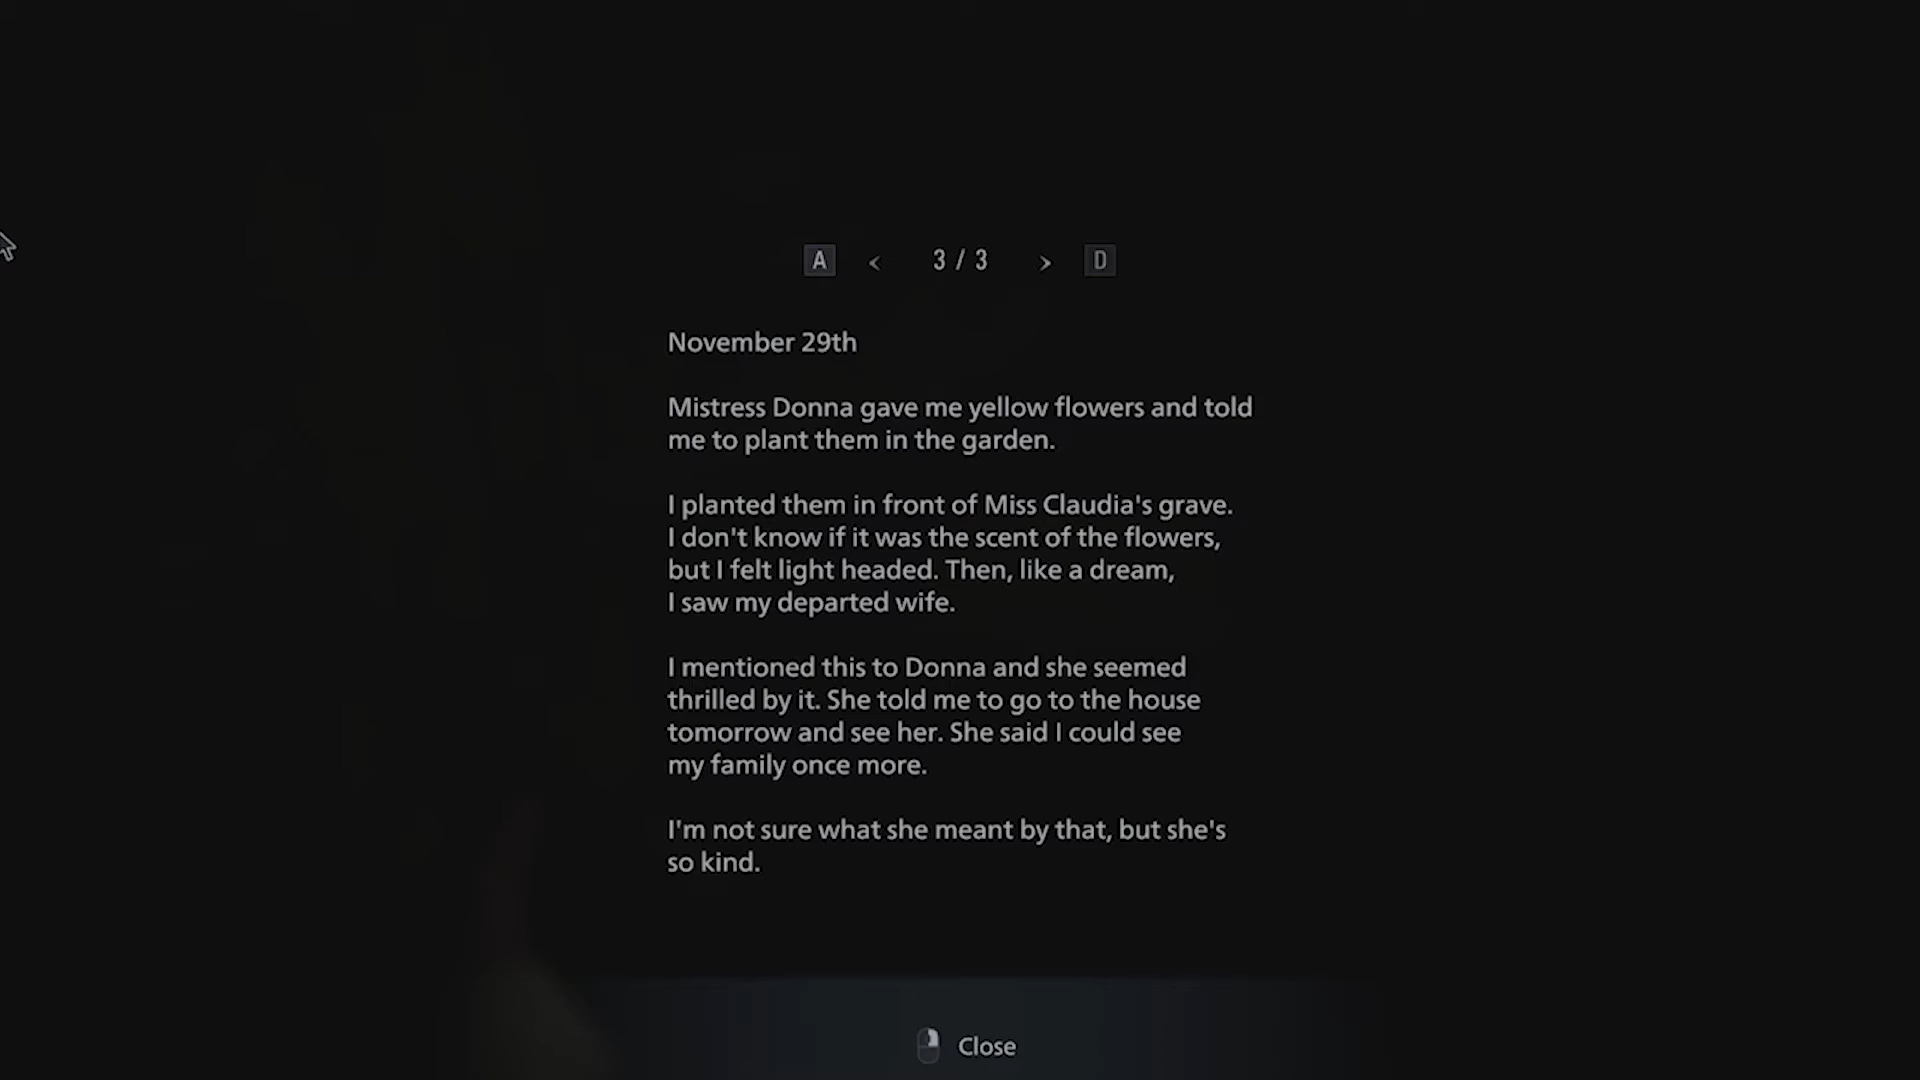 A < 3 / 3 > D
November 29th
Mistress Donna gave me yellow flowers and told
me to plant them in the garden.
I planted them in front of Miss Claudia's grave.
I don't know if it was the scent of the flowers,
but I felt light headed. Then, like a dream,
I saw my departed wife.
I mentioned this to Donna and she seemed
thrilled by it. She told me to go to the house
tomorrow and see her. She said I could see
my family once more.
I'm not sure what she meant by that, but she's
so kind.
Close